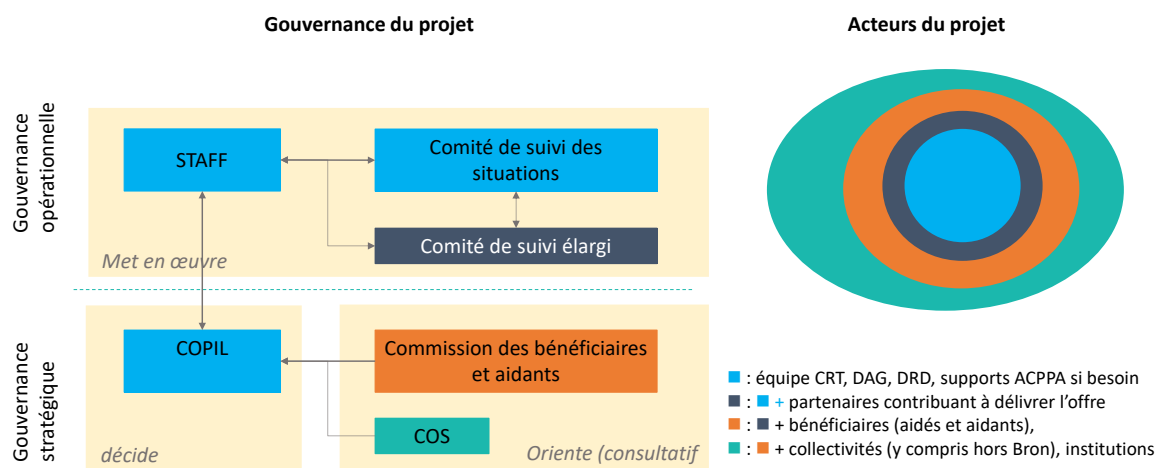 Gouvernance du projet
Acteurs du projet
Gouvernance
opérationnelle
STAFF
Comité de suivi des
situations
Comité de suivi élargi
Met en œuvre
Gouvernance
stratégique
COPIL
Commission des bénéficiaires
et aidants
COS
décide
Oriente (consultatif
: équipe CRT, DAG, DRD, supports ACPPA si besoin
: + partenaires contribuant à délivrer l’offre
: + bénéficiaires (aidés et aidants),
: + collectivités (y compris hors Bron), institutions